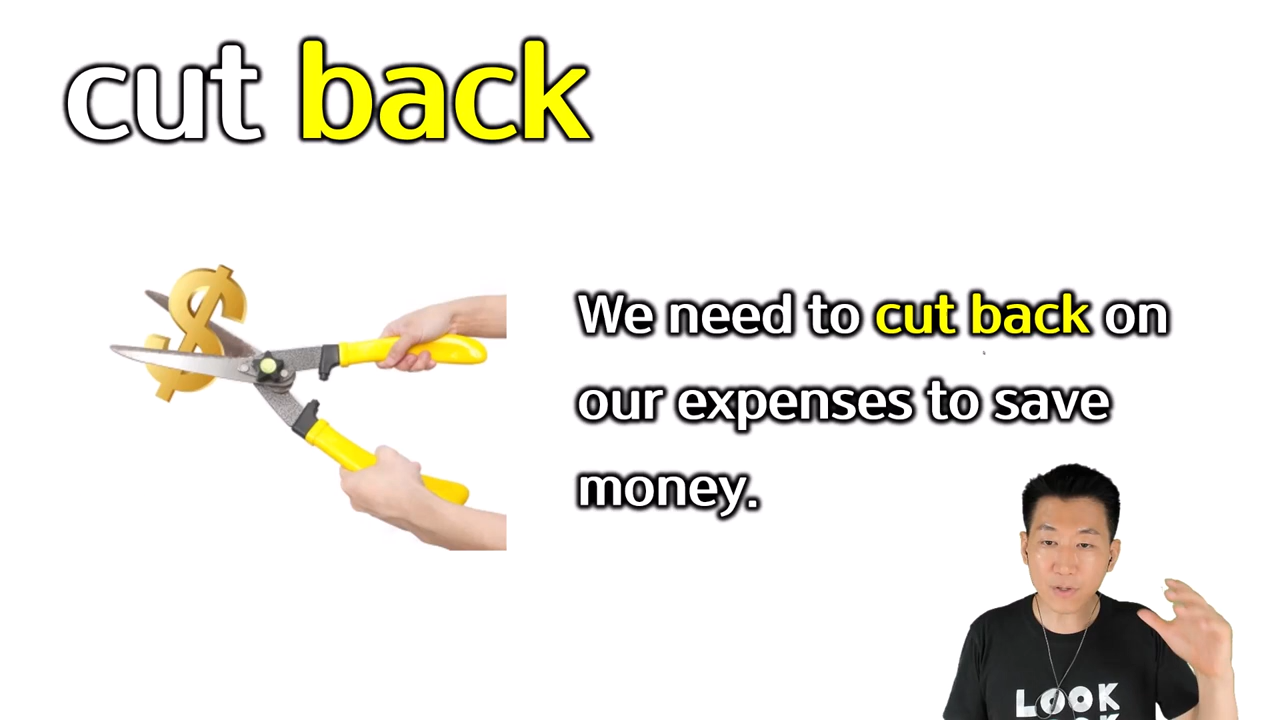 cut back
We need to cut back on
our expenses to save
money.
LOOK